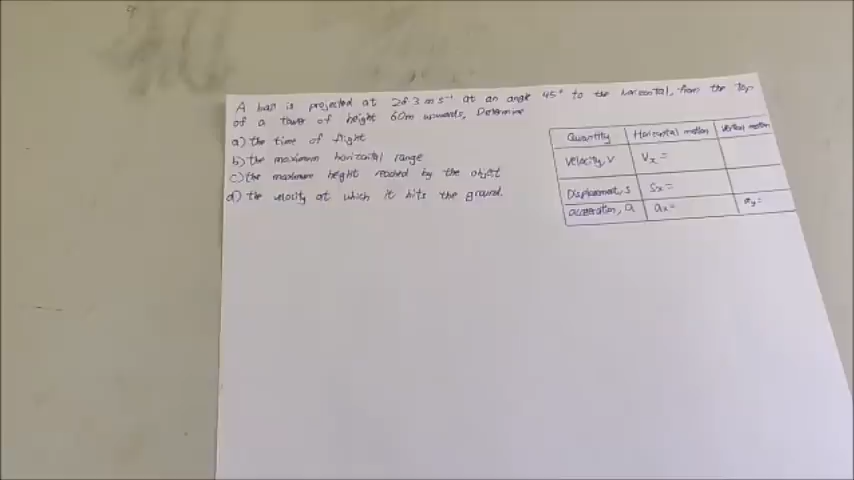 A ball is projected at 28.3 m s⁻¹ at an angle 45° to the horizontal, from the top
of a tower of height 60m upwards, Determine
a) the time of flight
b) the maximum horizontal range
c) the maximum height reached by the object
d) the velocity at which it hits the ground.
Quantity Horizontal motion Vertical motion
Velocity, V Vx =
Displacement, S Sx =
acceleration, a ax = ay =